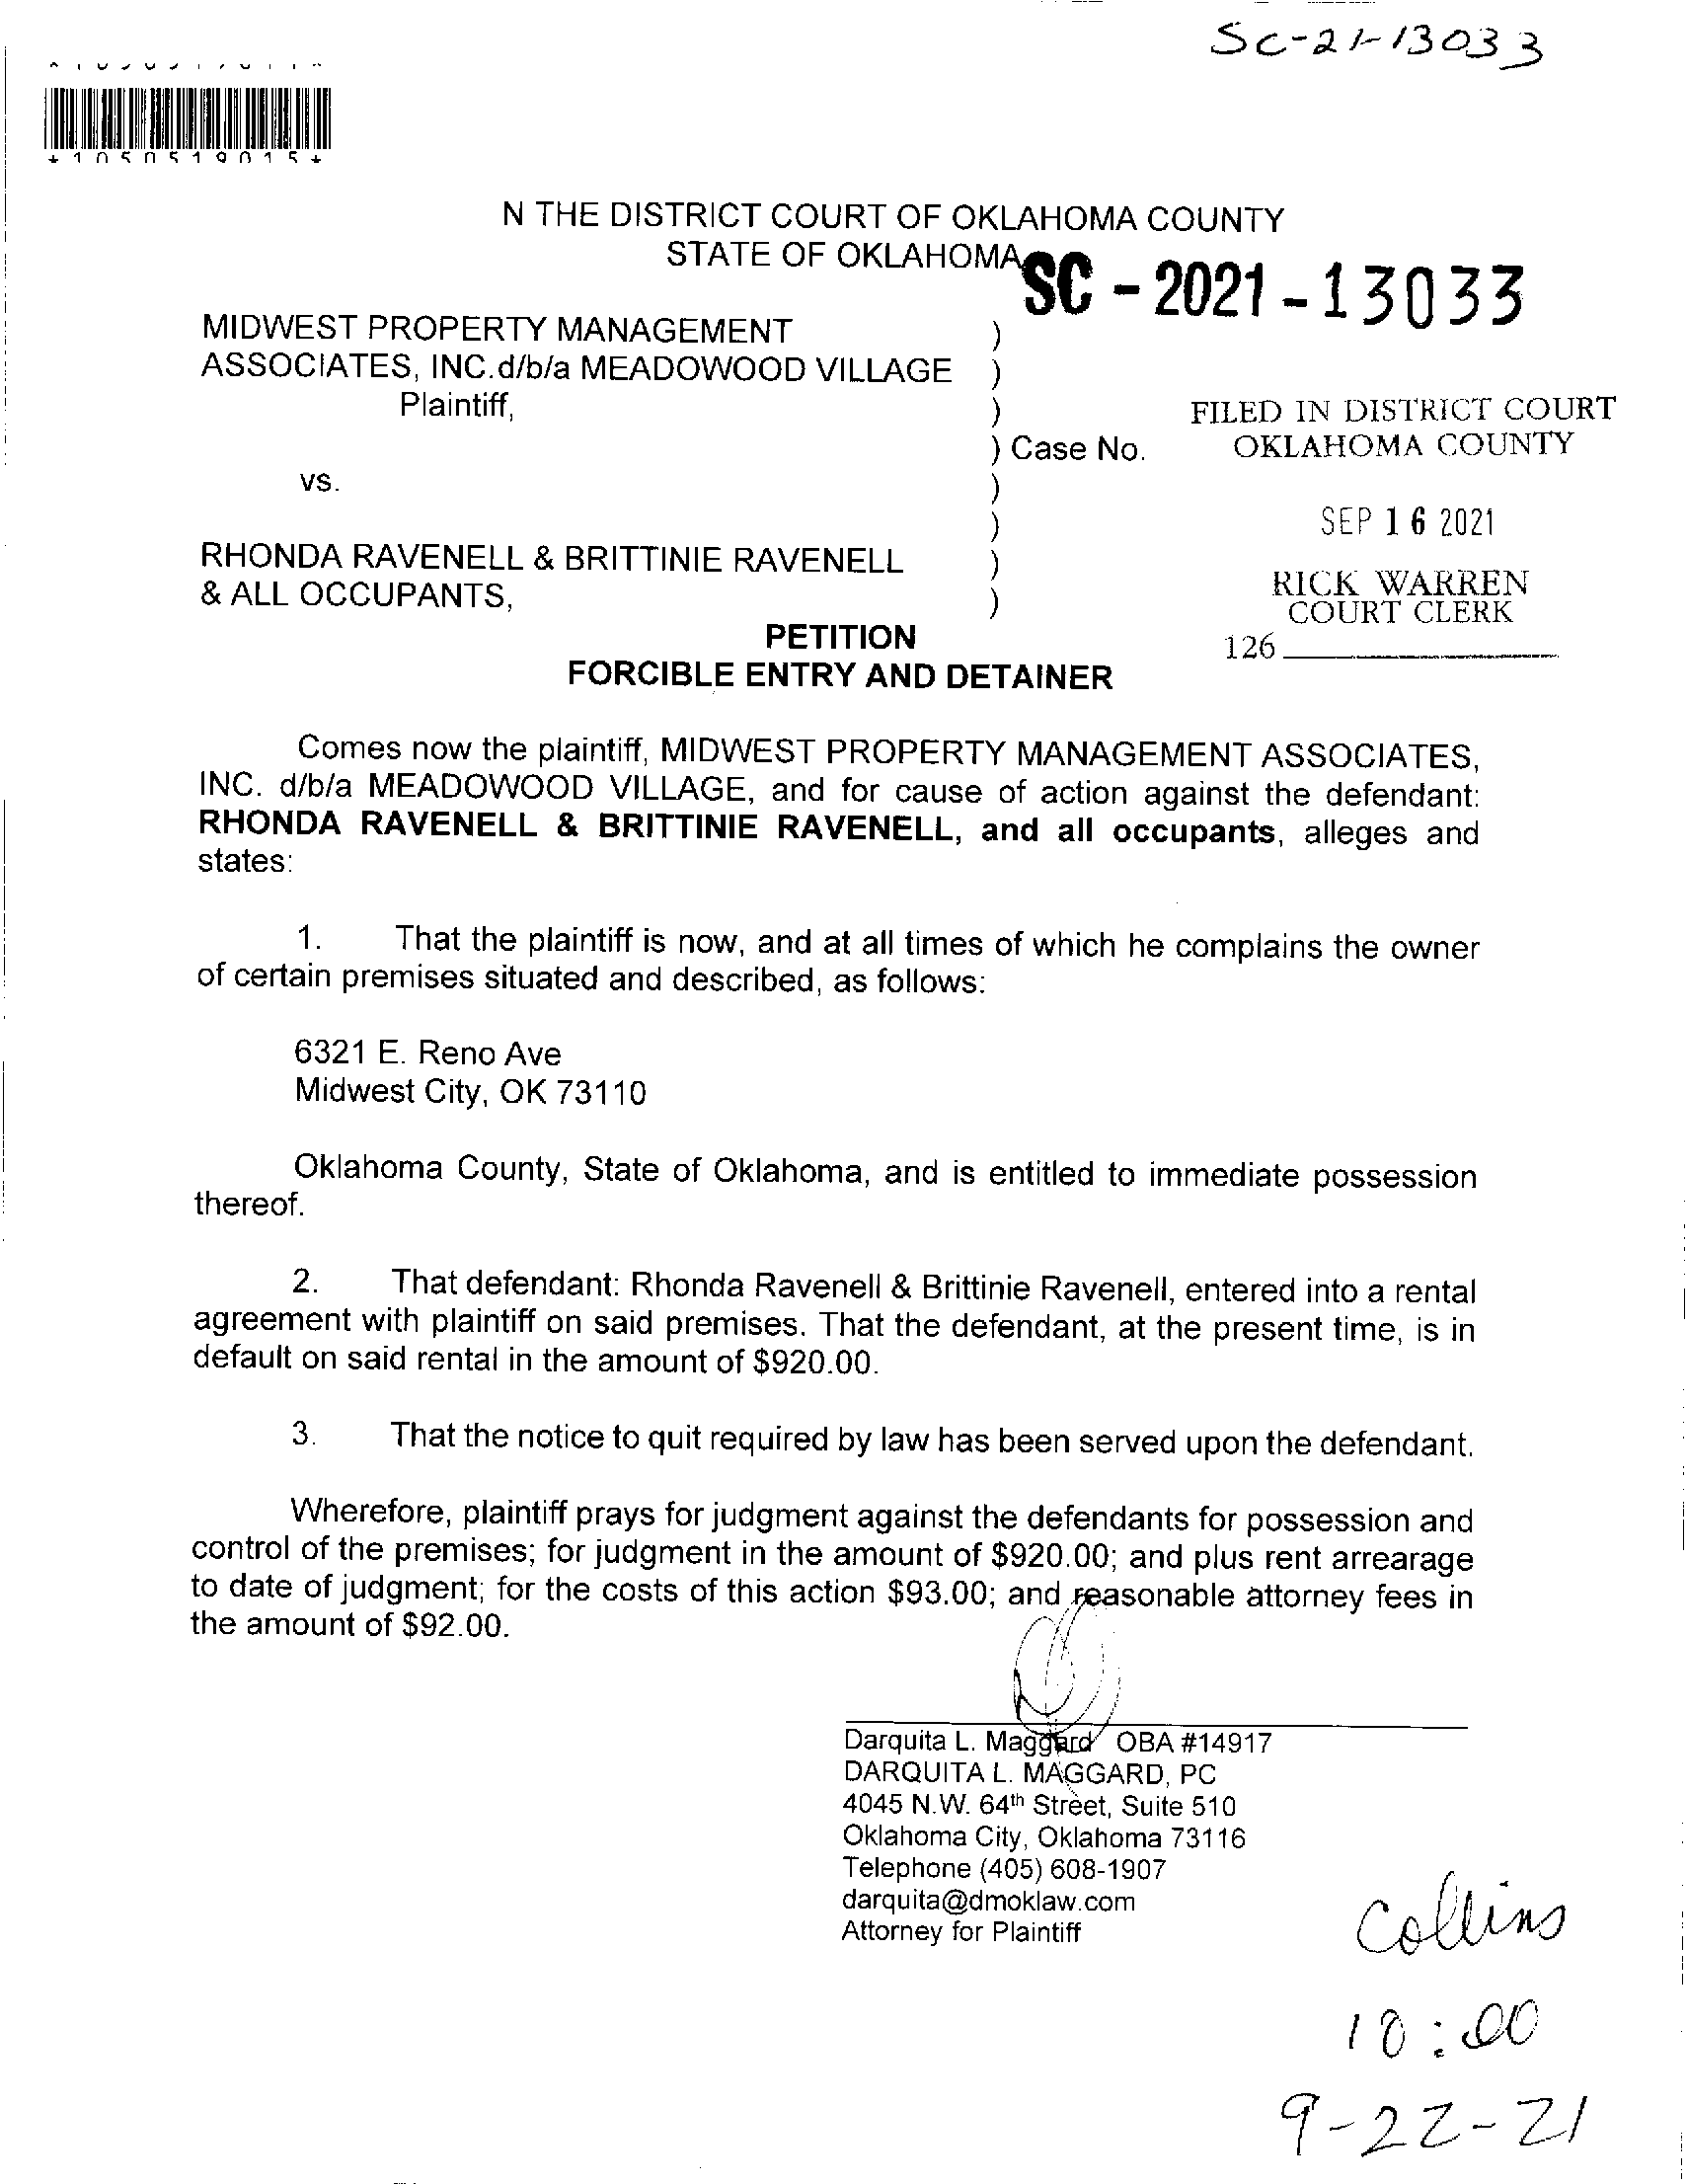 SC-21-13033
*1050519015*
N THE DISTRICT COURT OF OKLAHOMA COUNTY
STATE OF OKLAHOMA
SC - 2021 - 13033
MIDWEST PROPERTY MANAGEMENT )
ASSOCIATES, INC.d/b/a MEADOWOOD VILLAGE )
Plaintiff, )
FILED IN DISTRICT COURT
) Case No.
OKLAHOMA COUNTY
vs. )
)
SEP 16 2021
RHONDA RAVENELL & BRITTINIE RAVENELL )
& ALL OCCUPANTS, )
RICK WARREN
COURT CLERK
126
PETITION
FORCIBLE ENTRY AND DETAINER
Comes now the plaintiff, MIDWEST PROPERTY MANAGEMENT ASSOCIATES,
INC. d/b/a MEADOWOOD VILLAGE, and for cause of action against the defendant:
RHONDA RAVENELL & BRITTINIE RAVENELL, and all occupants, alleges and
states:
1. That the plaintiff is now, and at all times of which he complains the owner
of certain premises situated and described, as follows:
6321 E. Reno Ave
Midwest City, OK 73110
Oklahoma County, State of Oklahoma, and is entitled to immediate possession
thereof.
2. That defendant: Rhonda Ravenell & Brittinie Ravenell, entered into a rental
agreement with plaintiff on said premises. That the defendant, at the present time, is in
default on said rental in the amount of $920.00.
3. That the notice to quit required by law has been served upon the defendant.
Wherefore, plaintiff prays for judgment against the defendants for possession and
control of the premises; for judgment in the amount of $920.00; and plus rent arrearage
to date of judgment; for the costs of this action $93.00; and reasonable attorney fees in
the amount of $92.00.
Darquita L. Maggard OBA #14917
DARQUITA L. MAGGARD, PC
4045 N.W. 64th Street, Suite 510
Oklahoma City, Oklahoma 73116
Telephone (405) 608-1907
darquita@dmoklaw.com
Attorney for Plaintiff
Collins
10:00
9-22-21